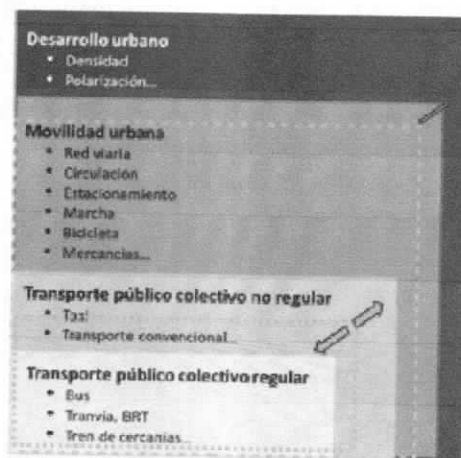 Desarrollo urbano
• Densidad
• Polarización...
Movilidad urbana
• Red viaria
• Circulación
• Estacionamiento
• Marcha
• Bicicleta
• Mercancías...
Transporte público colectivo no regular
• Taxi
• Transporte convencional...
Transporte público colectivo regular
• Bus
• Tranvía, BRT
• Tren de cercanías...